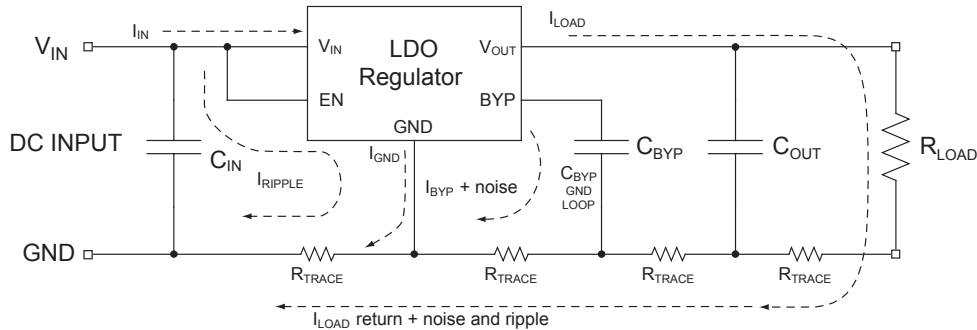 I_IN
I_LOAD
V_IN
V_IN
LDO
Regulator
V_OUT
EN
BYP
GND
DC INPUT
C_IN
I_RIPPLE
I_GND
I_BYP + noise
C_BYP
GND
LOOP
C_BYP
C_OUT
R_LOAD
GND
R_TRACE
R_TRACE
R_TRACE
R_TRACE
I_LOAD return + noise and ripple